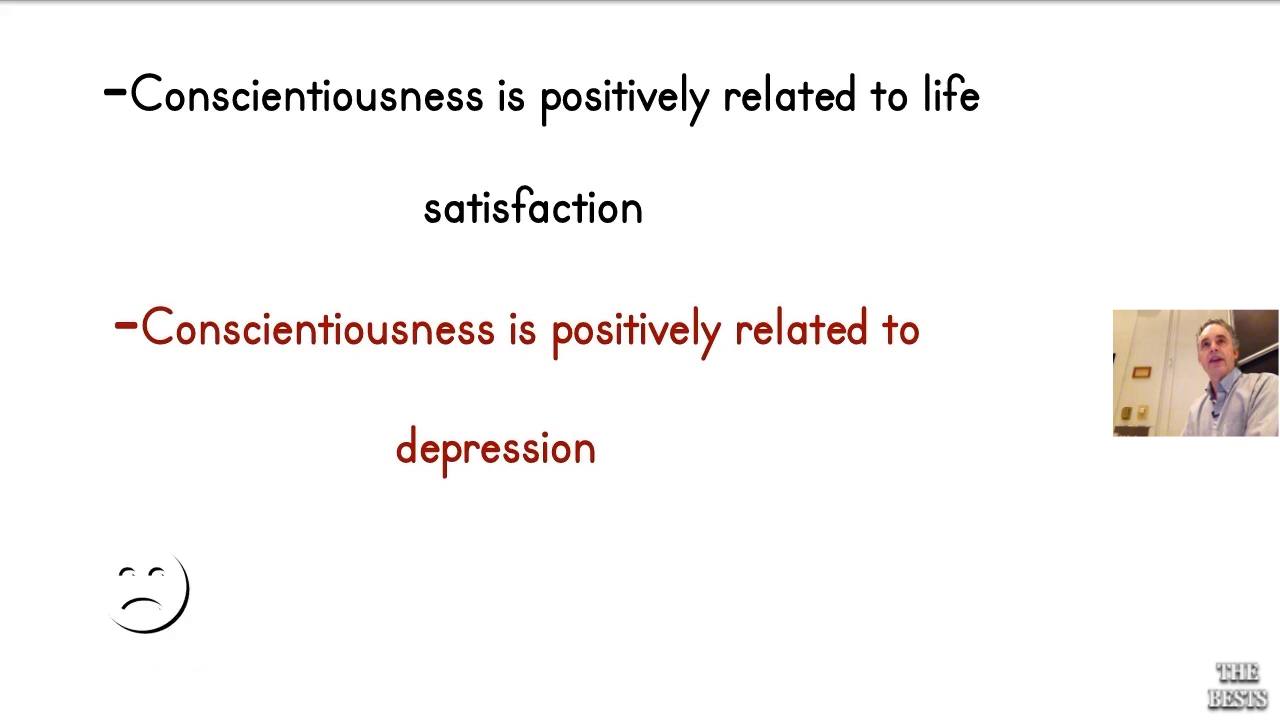 -Conscientiousness is positively related to life
satisfaction
-Conscientiousness is positively related to
depression
THE
BESTS